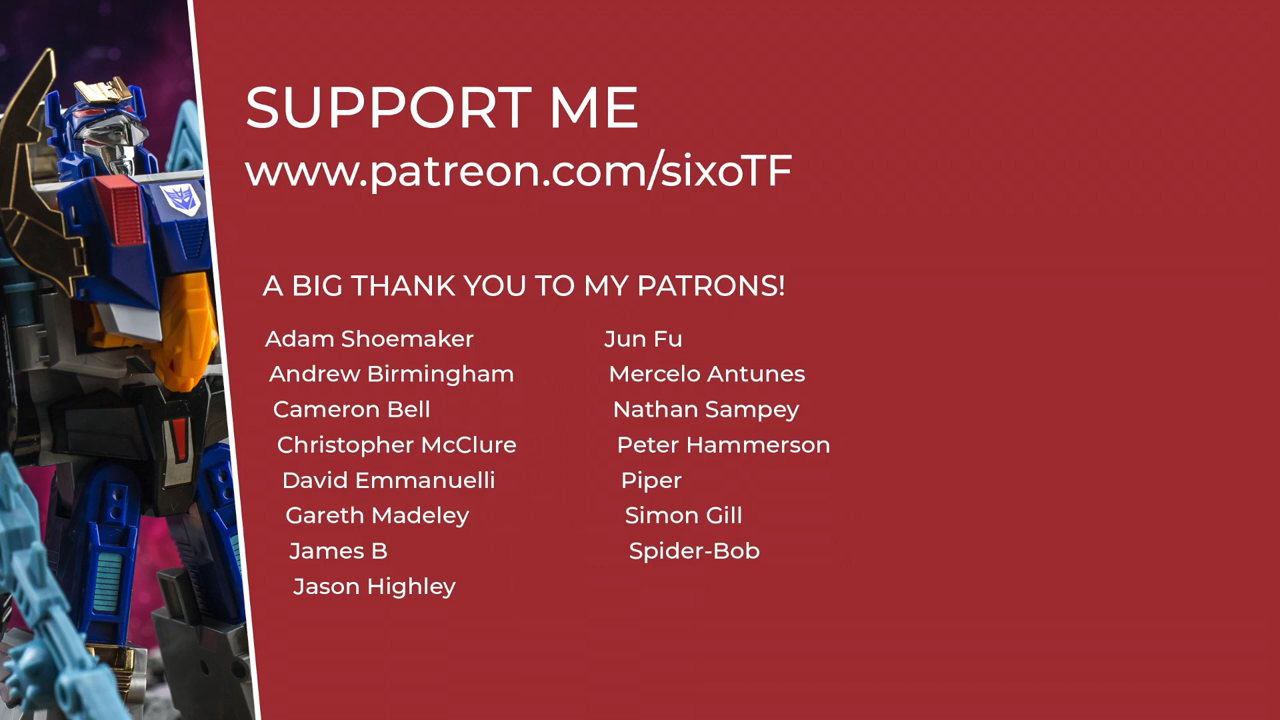 SUPPORT ME
www.patreon.com/sixoTF
A BIG THANK YOU TO MY PATRONS!
Adam Shoemaker
Andrew Birmingham
Cameron Bell
Christopher McClure
David Emmanuelli
Gareth Madeley
James B
Jason Highley
Jun Fu
Mercelo Antunes
Nathan Sampey
Peter Hammerson
Piper
Simon Gill
Spider-Bob